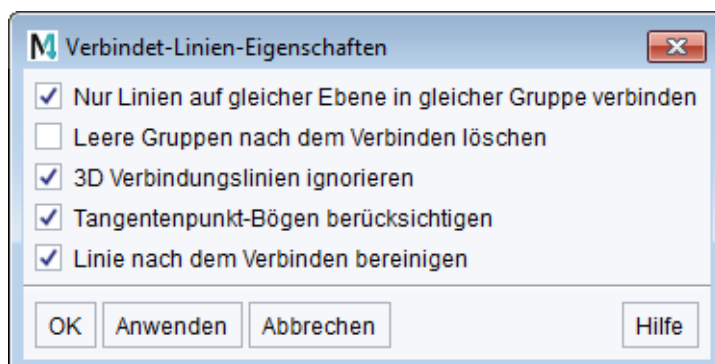 Verbindet-Linien-Eigenschaften
Nur Linien auf gleicher Ebene in gleicher Gruppe verbinden
Leere Gruppen nach dem Verbinden löschen
3D Verbindungslinien ignorieren
Tangentenpunkt-Bögen berücksichtigen
Linie nach dem Verbinden bereinigen
OK Anwenden Abbrechen Hilfe